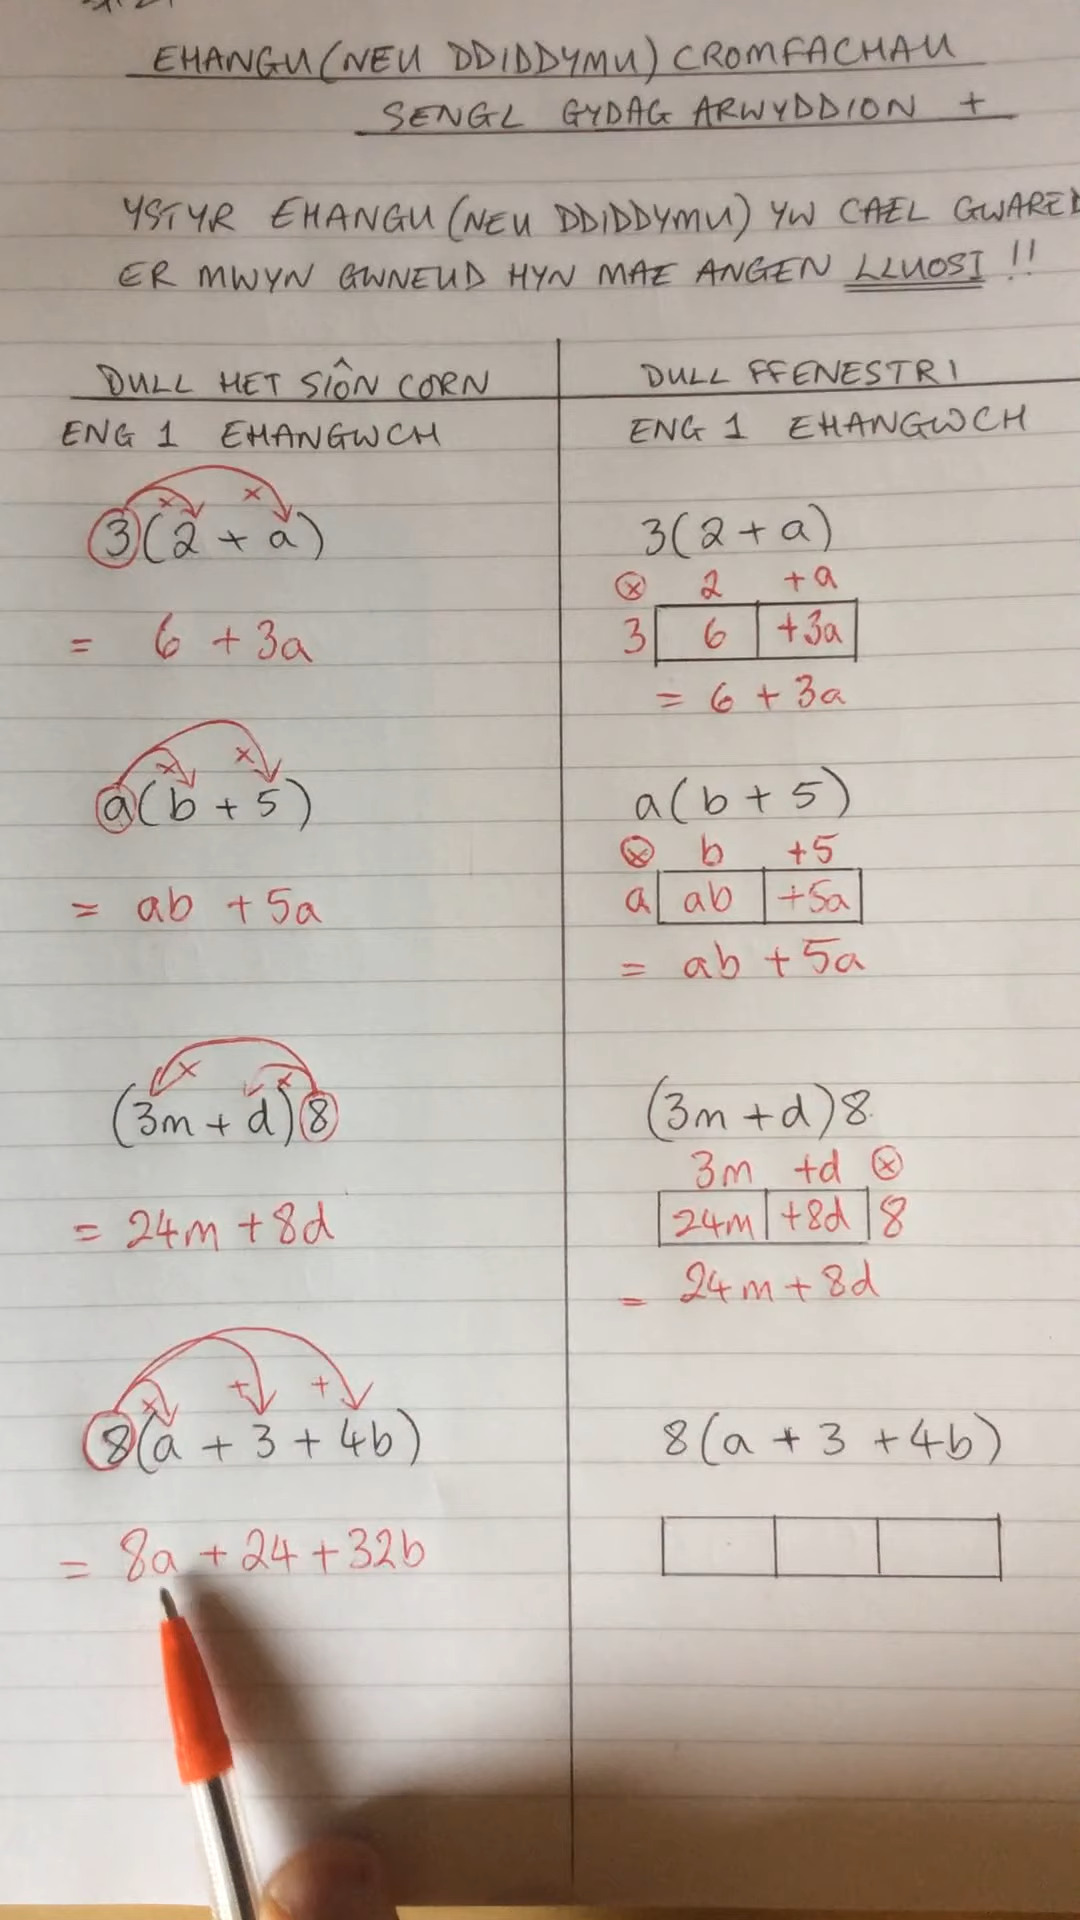 EHANGU (NEU DDIDDYMU) CROMFACHAU
SENGL GYDAG ARWYDDION +
YSTYR EHANGU (NEU DDIDDYMU) YW CAEL GWARED
ER MWYN GWNEUD HYN MAE ANGEN LLUOSI !!
DULL HET SIÔN CORN
ENG 1 EHANGWCH
× ×
3(2 + a)
= 6 + 3a
× ×
a(b + 5)
= ab + 5a
× ×
(3m + d)8
= 24m + 8d
× + +
8(a + 3 + 4b)
= 8a + 24 + 32b
DULL FFENESTRI
ENG 1 EHANGWCH
3(2 + a)
⊗ 2 + a
3 6 +3a
= 6 + 3a
a(b + 5)
⊗ b +5
a ab +5a
= ab + 5a
(3m + d)8
3m +d ⊗
24m +8d 8
= 24m + 8d
8(a + 3 + 4b)